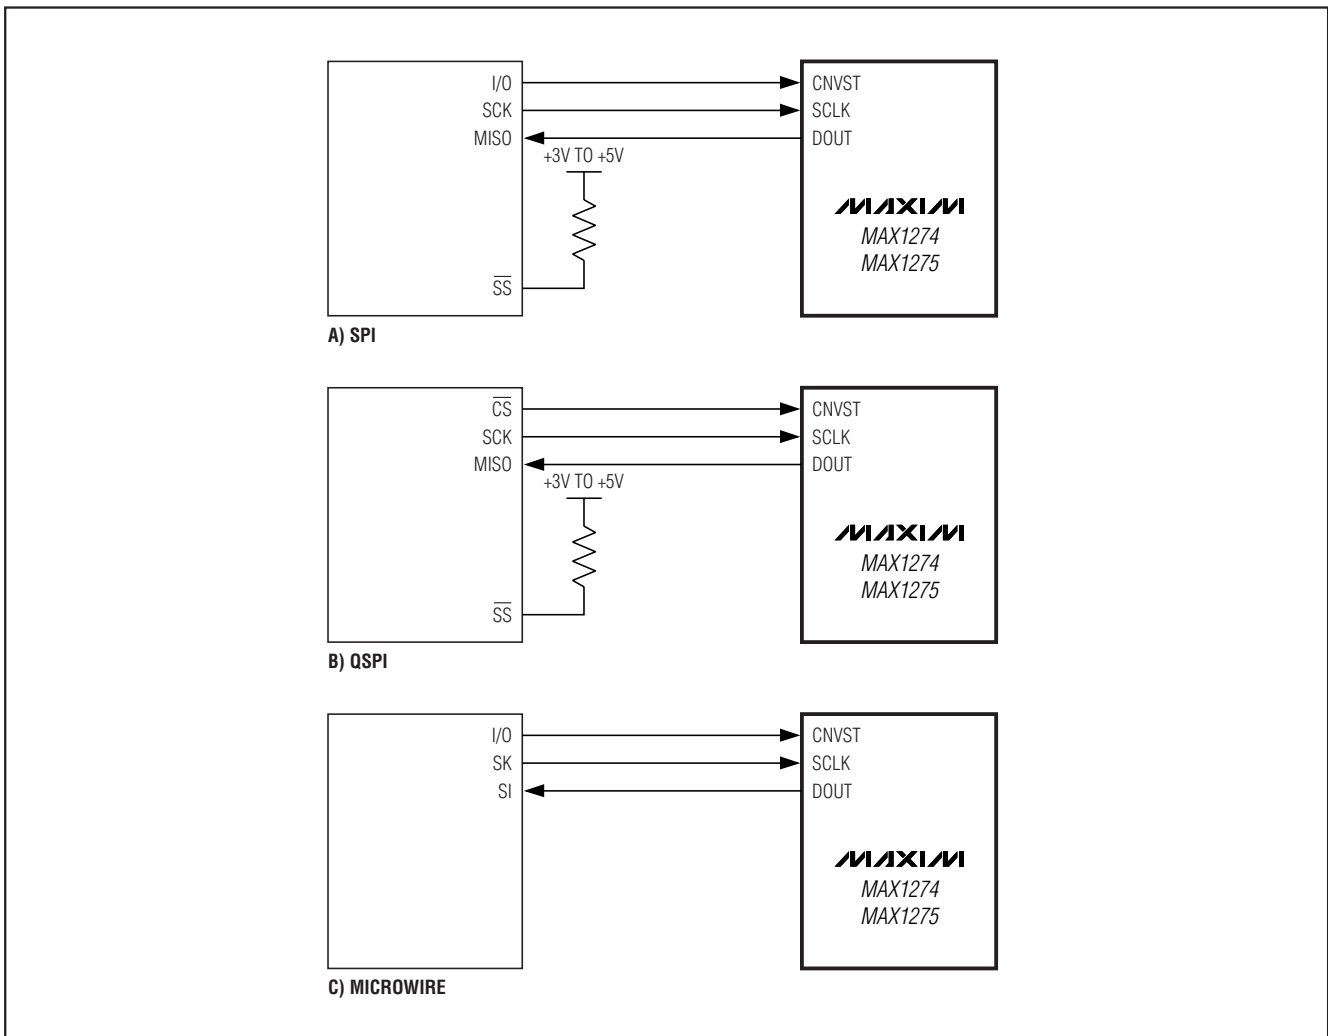 I/O
SCK
MISO
+3V TO +5V
SS
CNVST
SCLK
DOUT
MAXIM
MAX1274
MAX1275
A) SPI
CS
SCK
MISO
+3V TO +5V
SS
CNVST
SCLK
DOUT
MAXIM
MAX1274
MAX1275
B) QSPI
I/O
SK
SI
CNVST
SCLK
DOUT
MAXIM
MAX1274
MAX1275
C) MICROWIRE